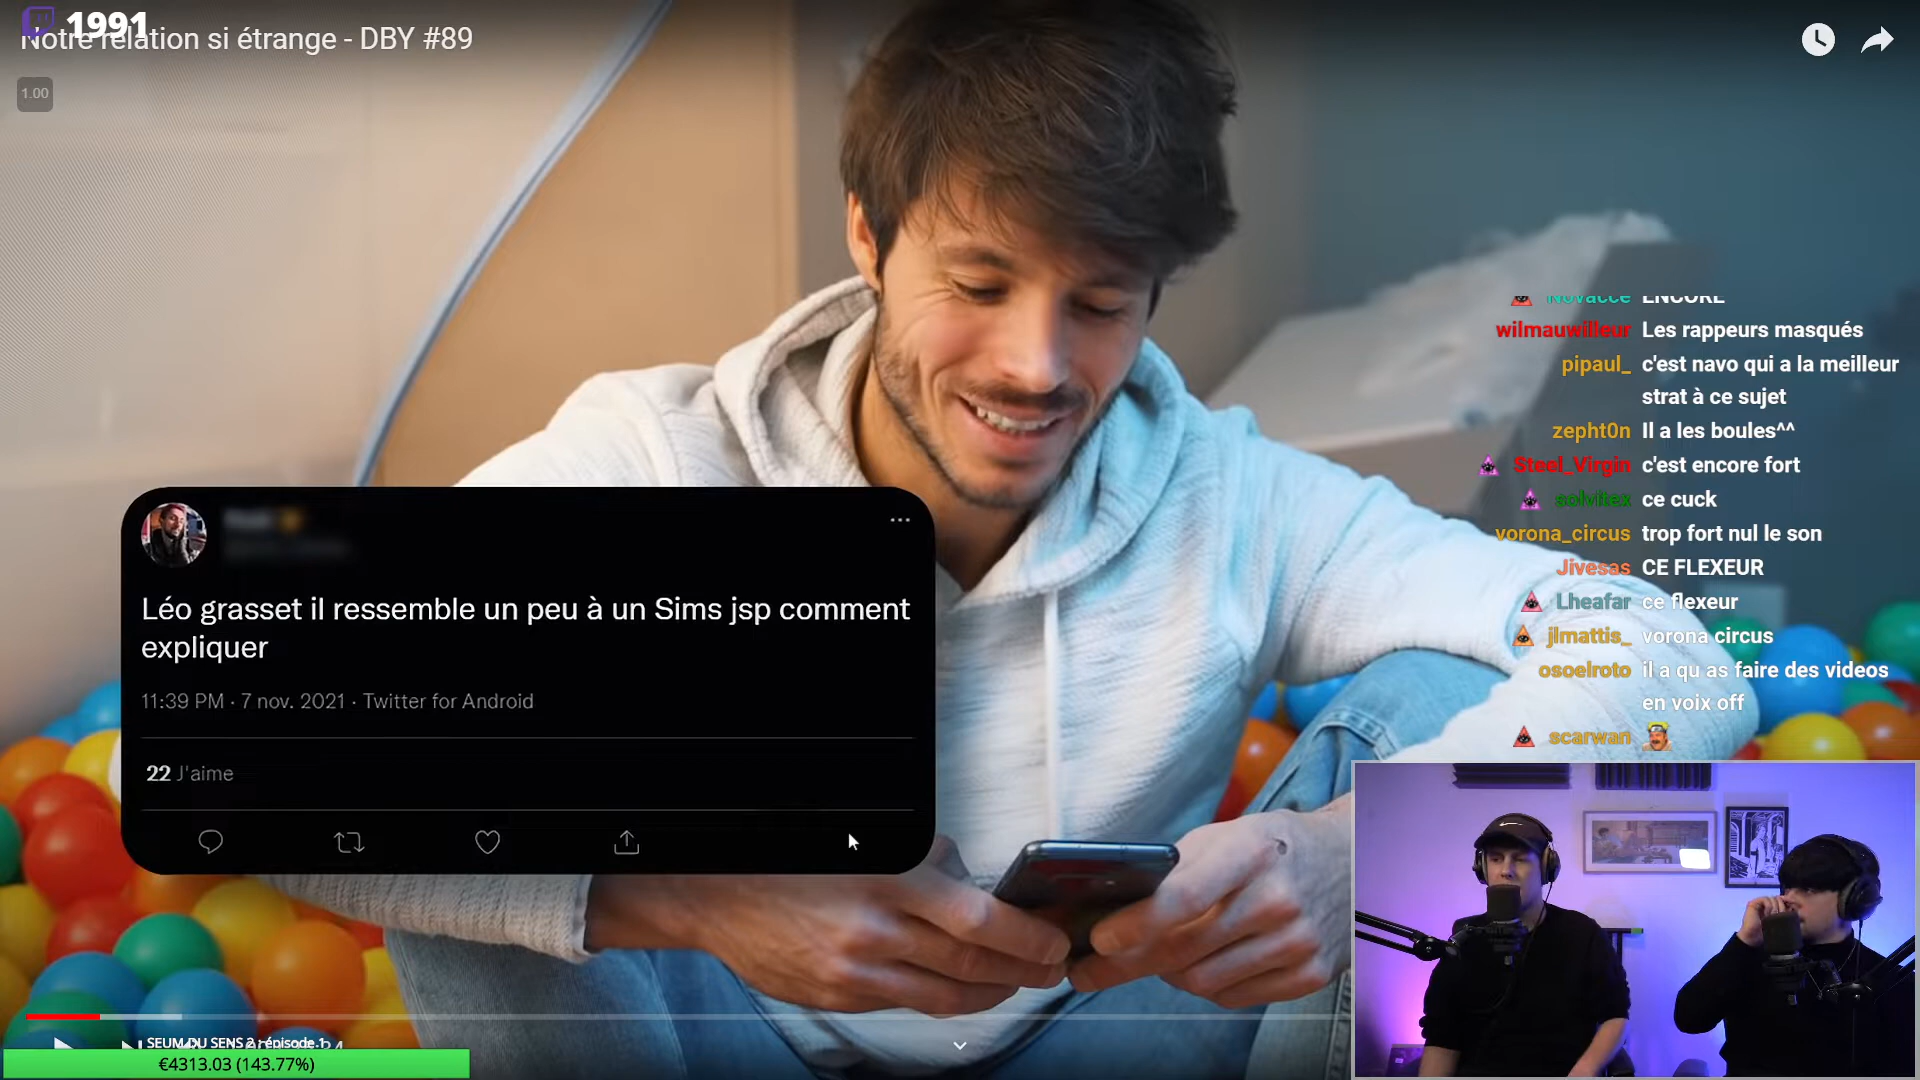 1991
Notre relation si étrange - DBY #89
1.00
Novacce ENCORE
wilmauwilleur Les rappeurs masqués
pipaul_ c'est navo qui a la meilleur
strat à ce sujet
zepht0n Il a les boules^^
Steel_Virgin c'est encore fort
solvitex ce cuck
vorona_circus trop fort nul le son
Jivesas CE FLEXEUR
Lheafar ce flexeur
jlmattis_ vorona circus
osoelroto il a qu as faire des videos
en voix off
scarwan
Léo grasset il ressemble un peu à un Sims jsp comment
expliquer
11:39 PM · 7 nov. 2021 · Twitter for Android
22 J'aime
SEUM DU SENS 2 : épisode 1
€4313.03 (143.77%)